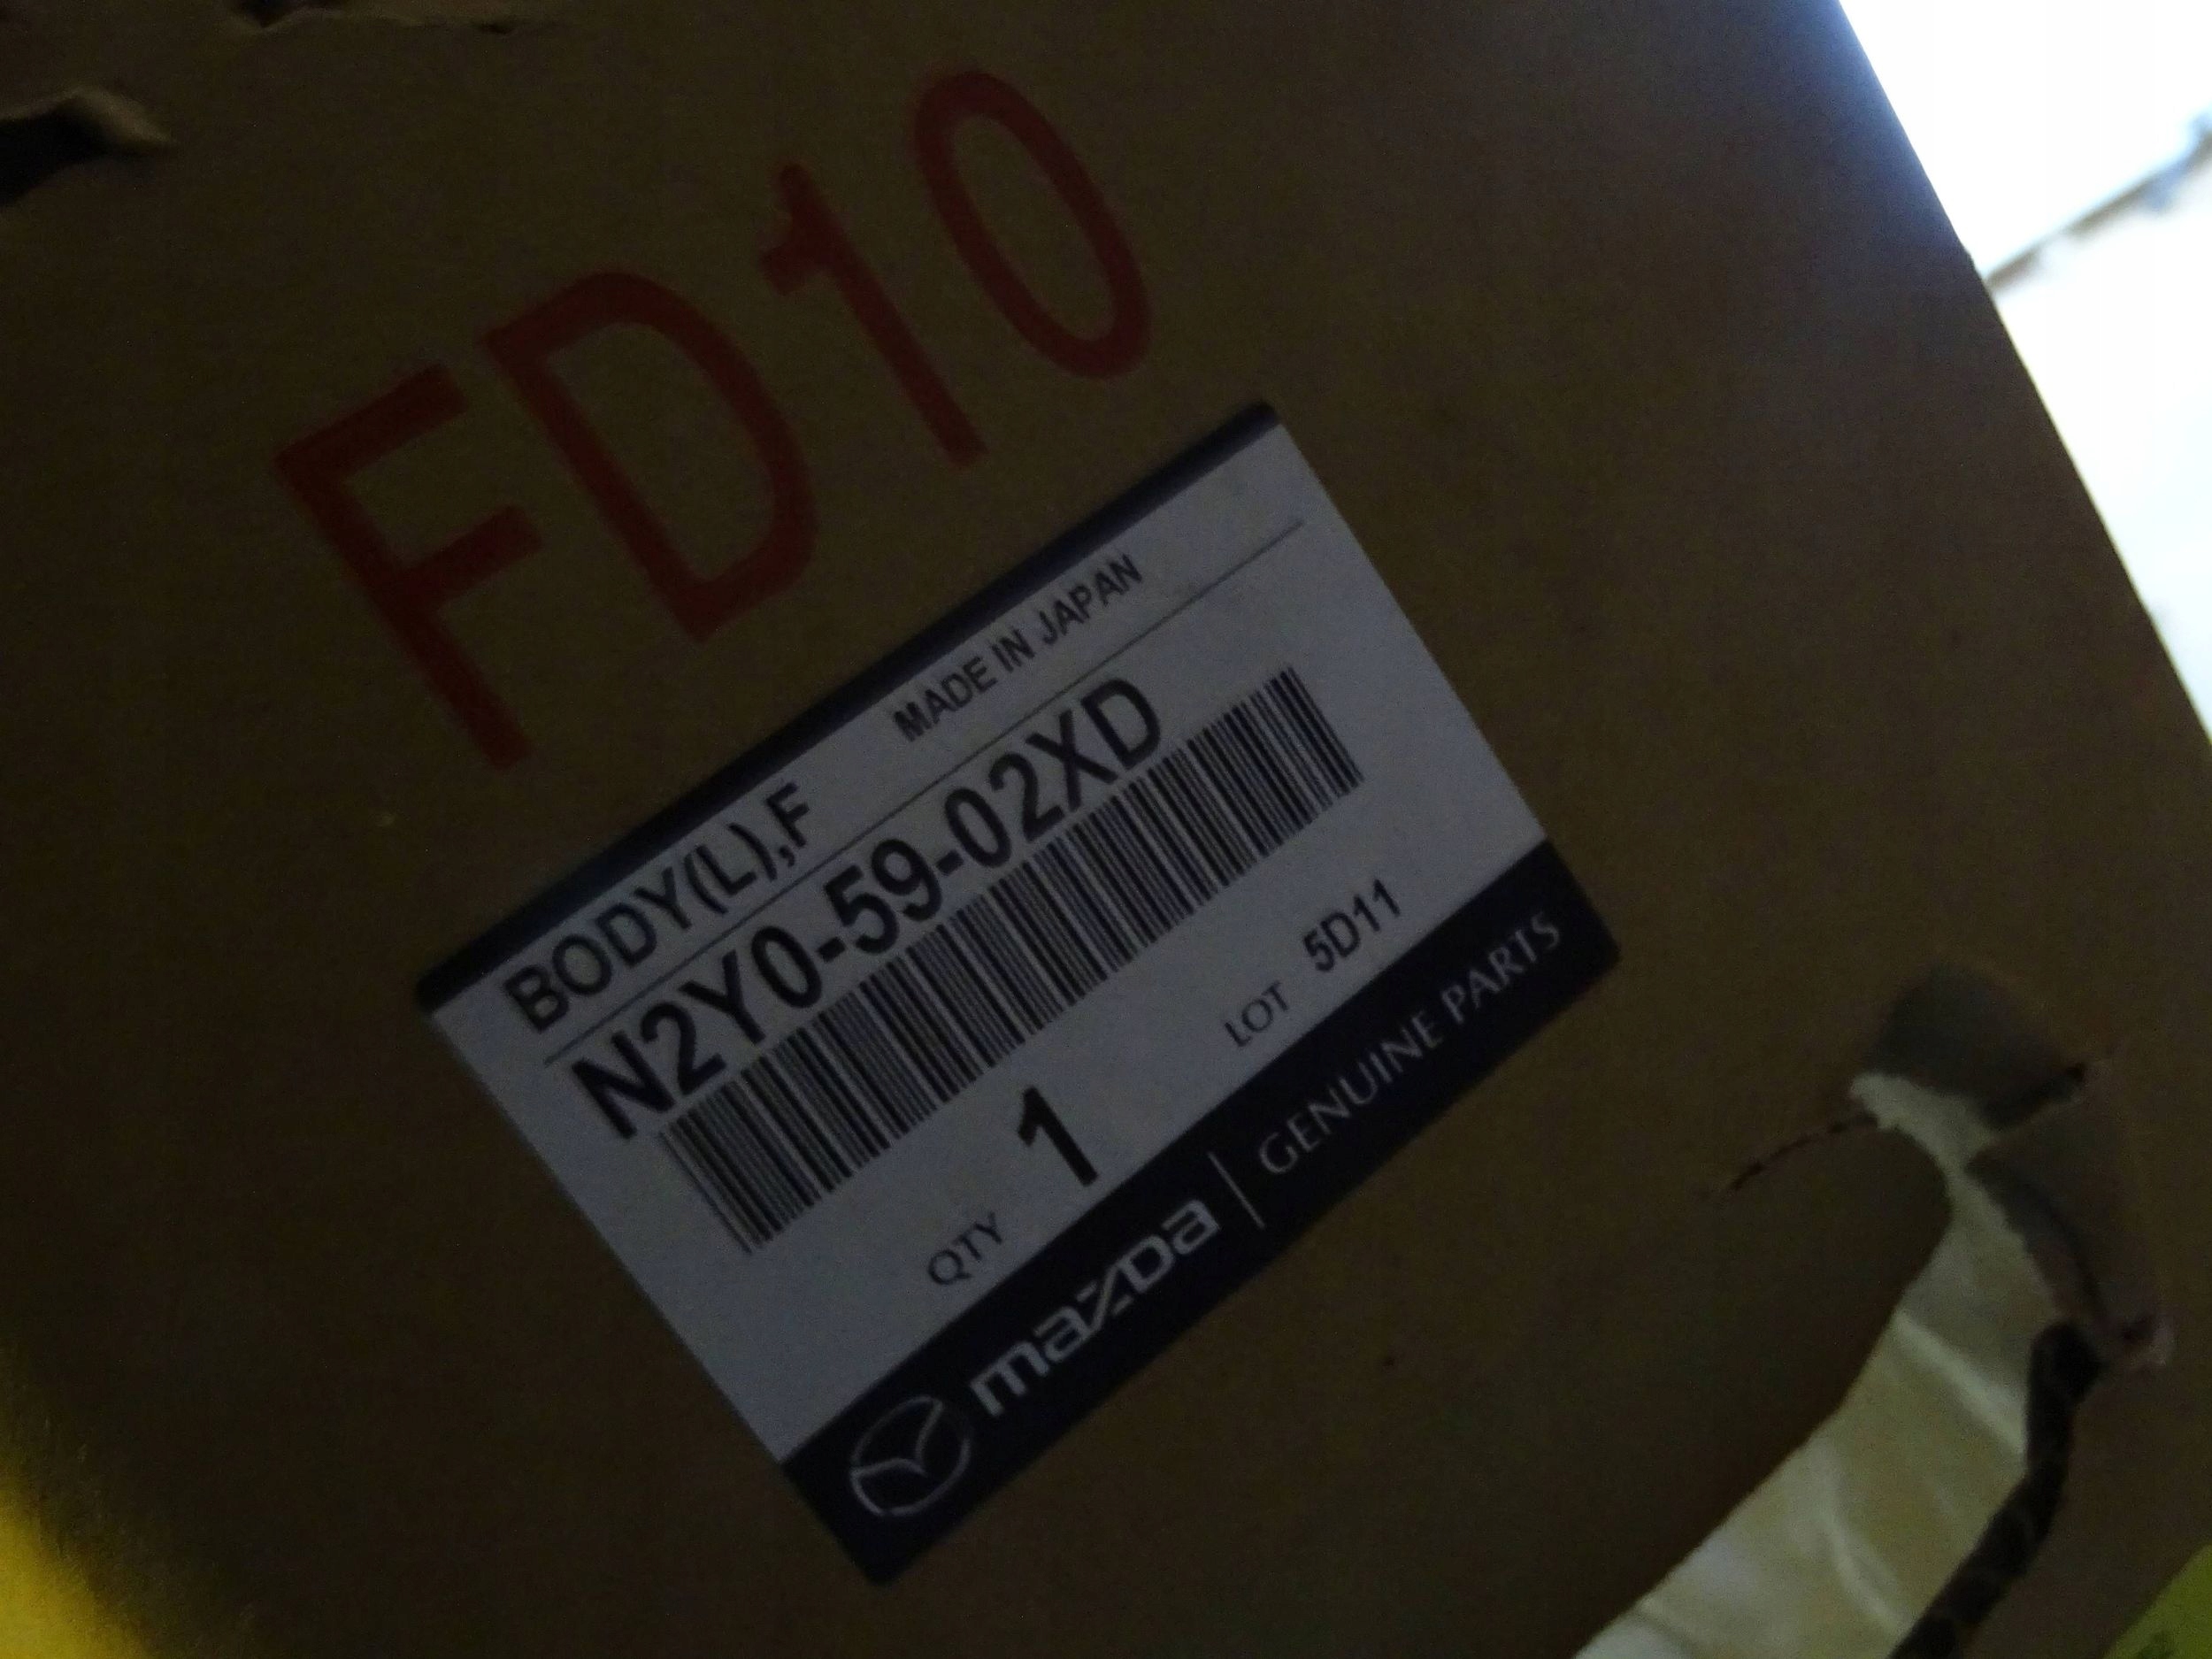 FD10
BODY(L),F MADE IN JAPAN
N2Y0-59-02XD
QTY 1 LOT 5D11
mazda | GENUINE PARTS